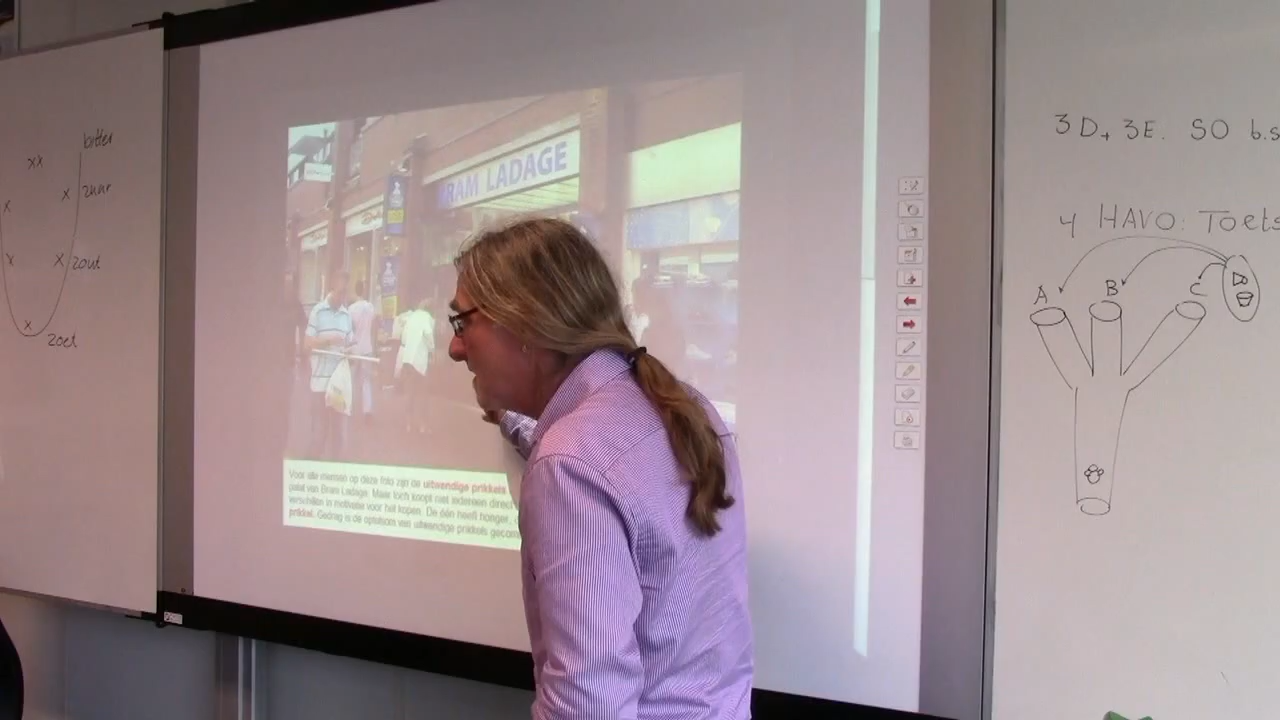 bitter
xx
x zuur
x
x zout
x
x zoet
BRAM LADAGE
Voor alle mensen op deze foto zijn de uitwendige prikkels
patat van Bram Ladage. Maar toch koopt niet iedereen direct
verschillen in motivatie voor het kopen. De één heeft honger,
prikkel. Gedrag is de optelsom van uitwendige prikkels gecom
3D + 3E. SO b.s
4 HAVO: Toets
A B C